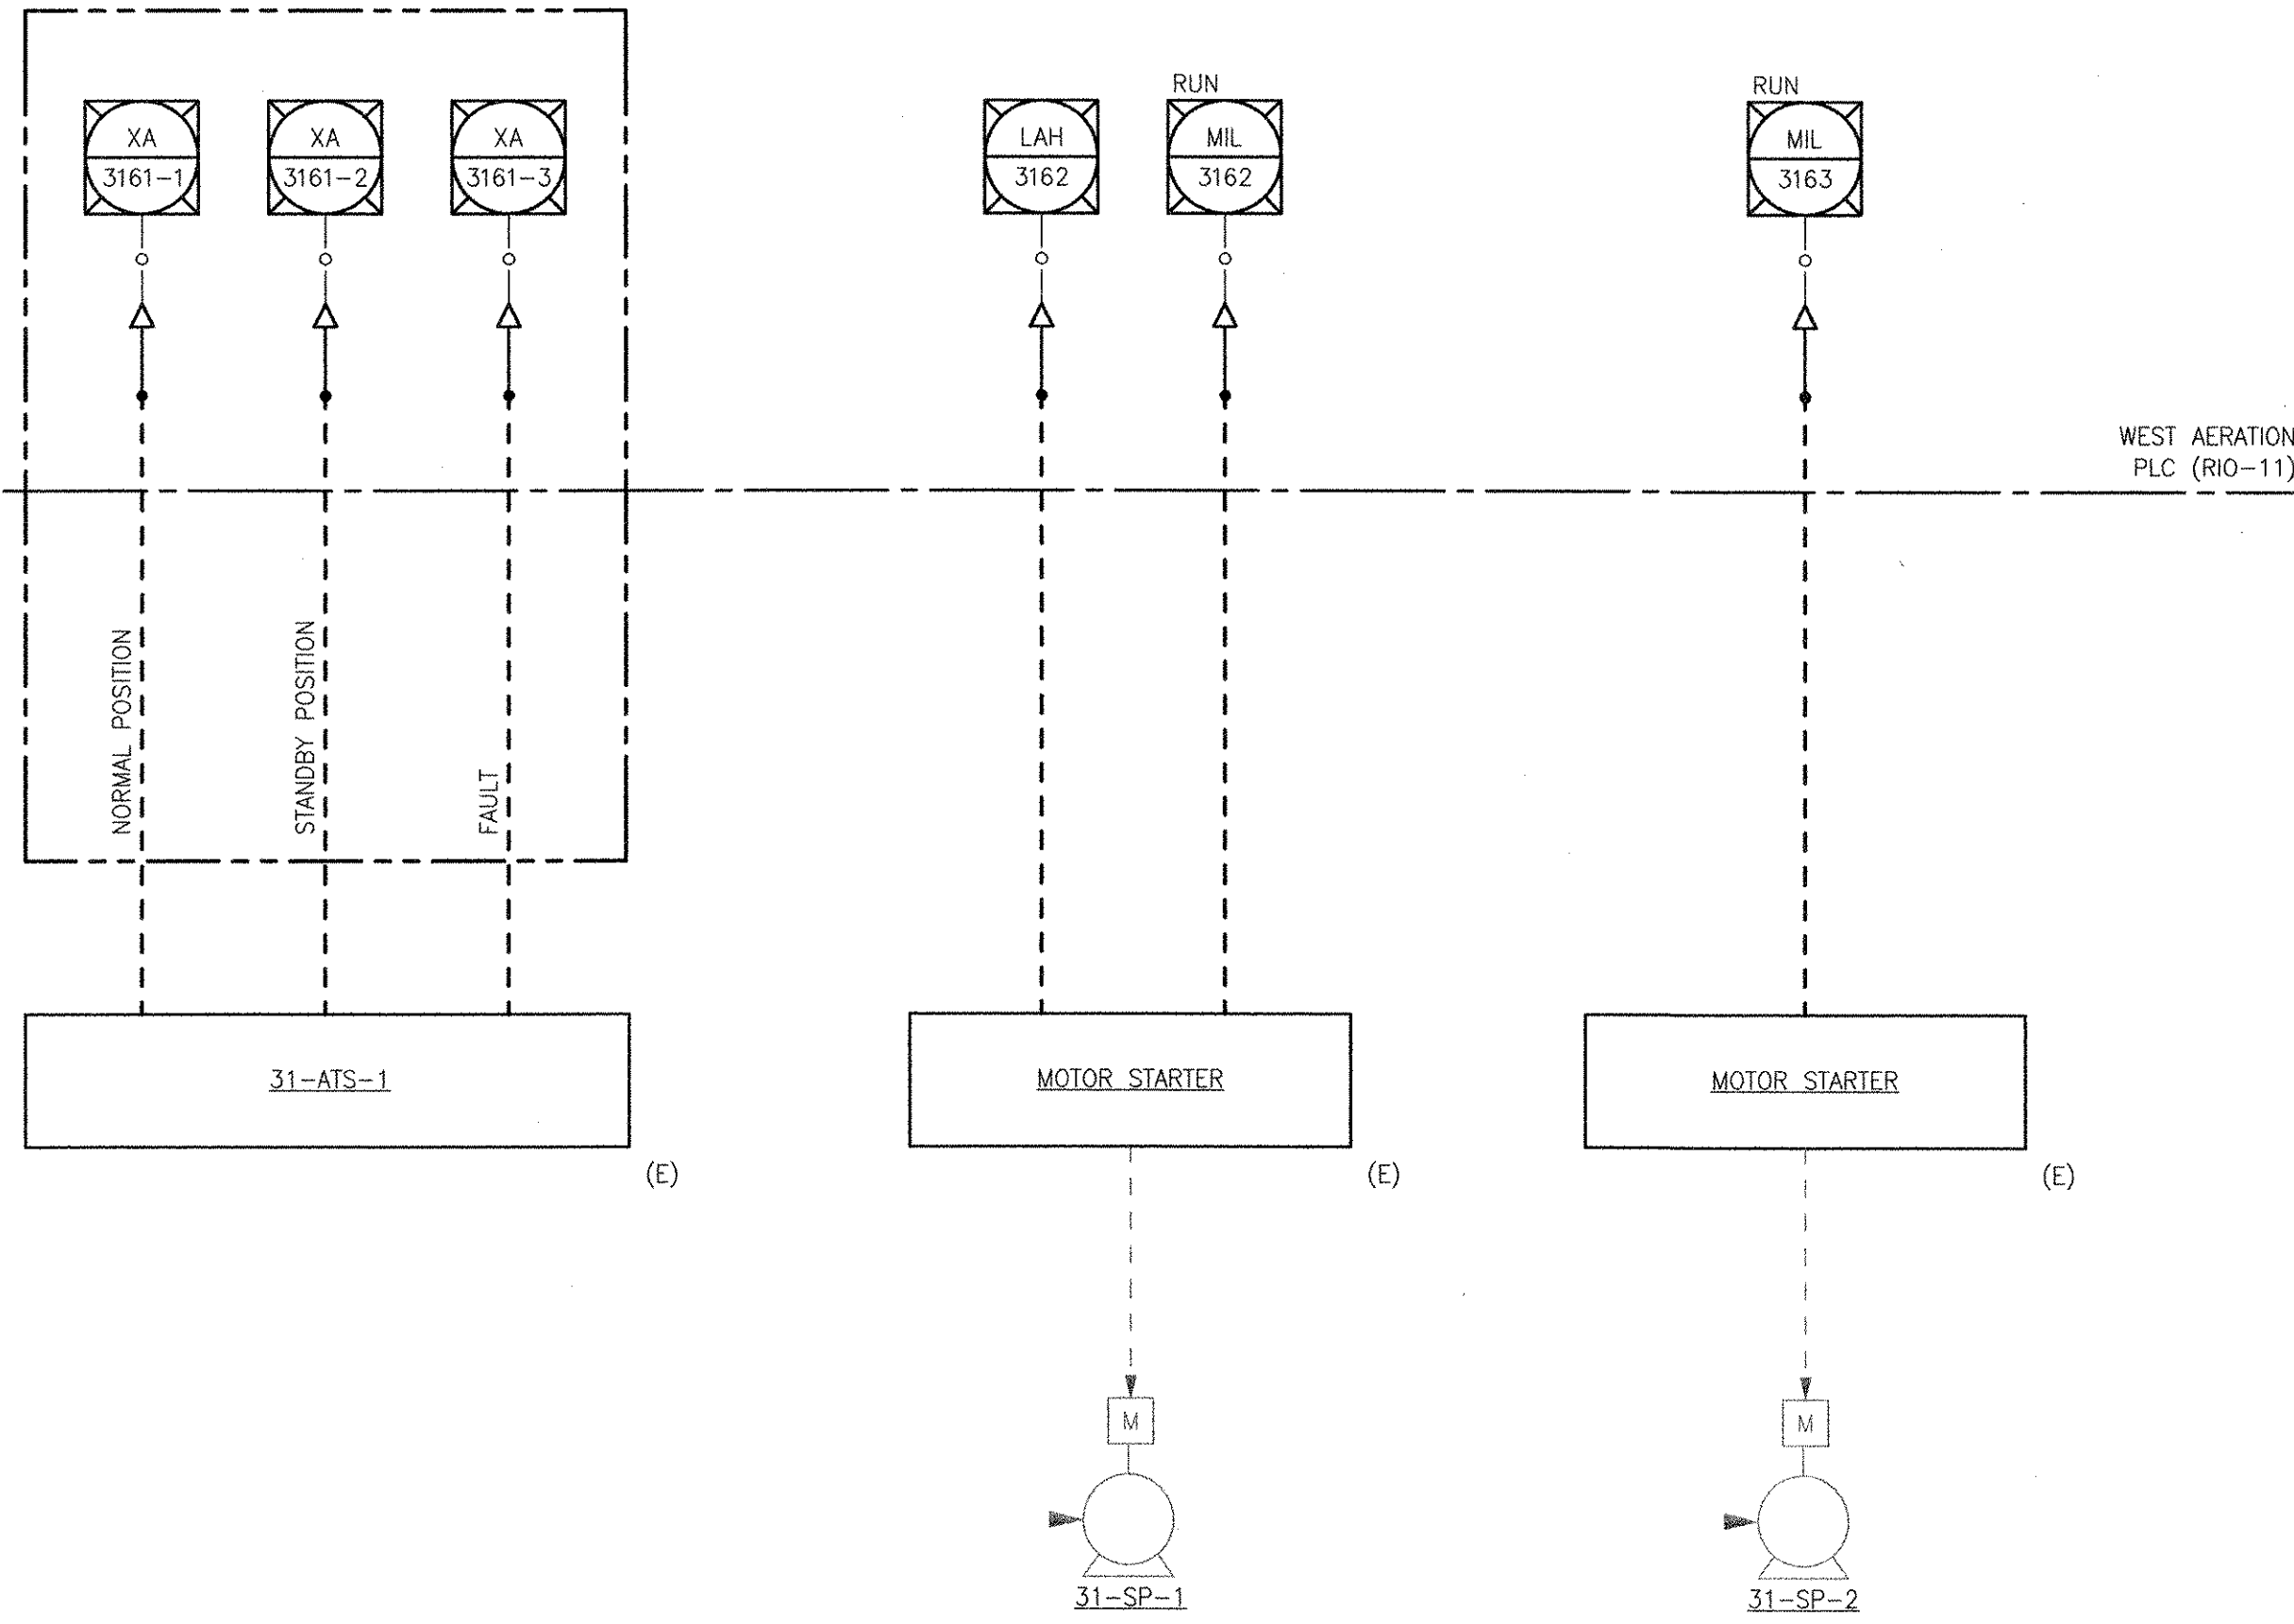 RUN
RUN
XA
3161-1
XA
3161-2
XA
3161-3
LAH
3162
MIL
3162
MIL
3163
WEST AERATION
PLC (RIO-11)
NORMAL POSITION
STANDBY POSITION
FAULT
31-ATS-1
(E)
MOTOR STARTER
(E)
MOTOR STARTER
(E)
M
M
31-SP-1
31-SP-2